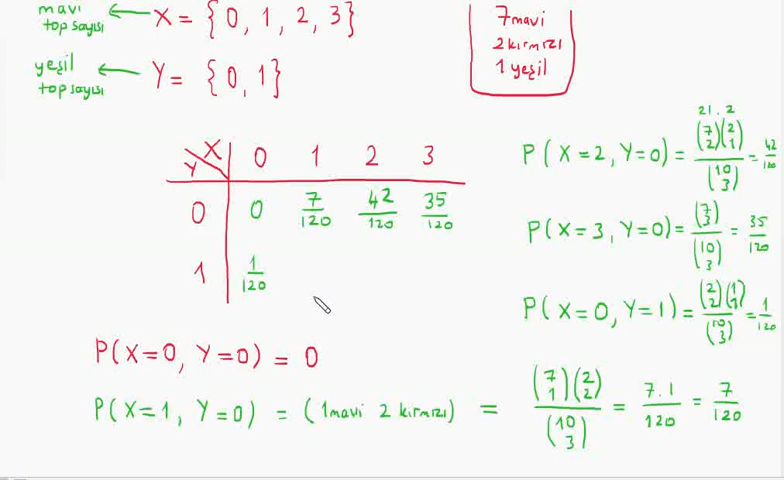 mavi top sayısı ← X = {0, 1, 2, 3}
yeşil top sayısı ← Y = {0, 1}
7 mavi
2 kırmızı
1 yeşil
Y X 0 1 2 3
0 0 7/120 42/120 35/120
1 1/120
21 . 2
P(X=2, Y=0) = (7 2)(2 1) / (10 3) = 42/120
P(X=3, Y=0) = (7 3) / (10 3) = 35/120
P(X=0, Y=1) = (2 2)(1 1) / (10 3) = 1/120
P(X=0, Y=0) = 0
P(X=1, Y=0) = (1 mavi 2 kırmızı) = (7 1)(2 2) / (10 3) = 7.1/120 = 7/120